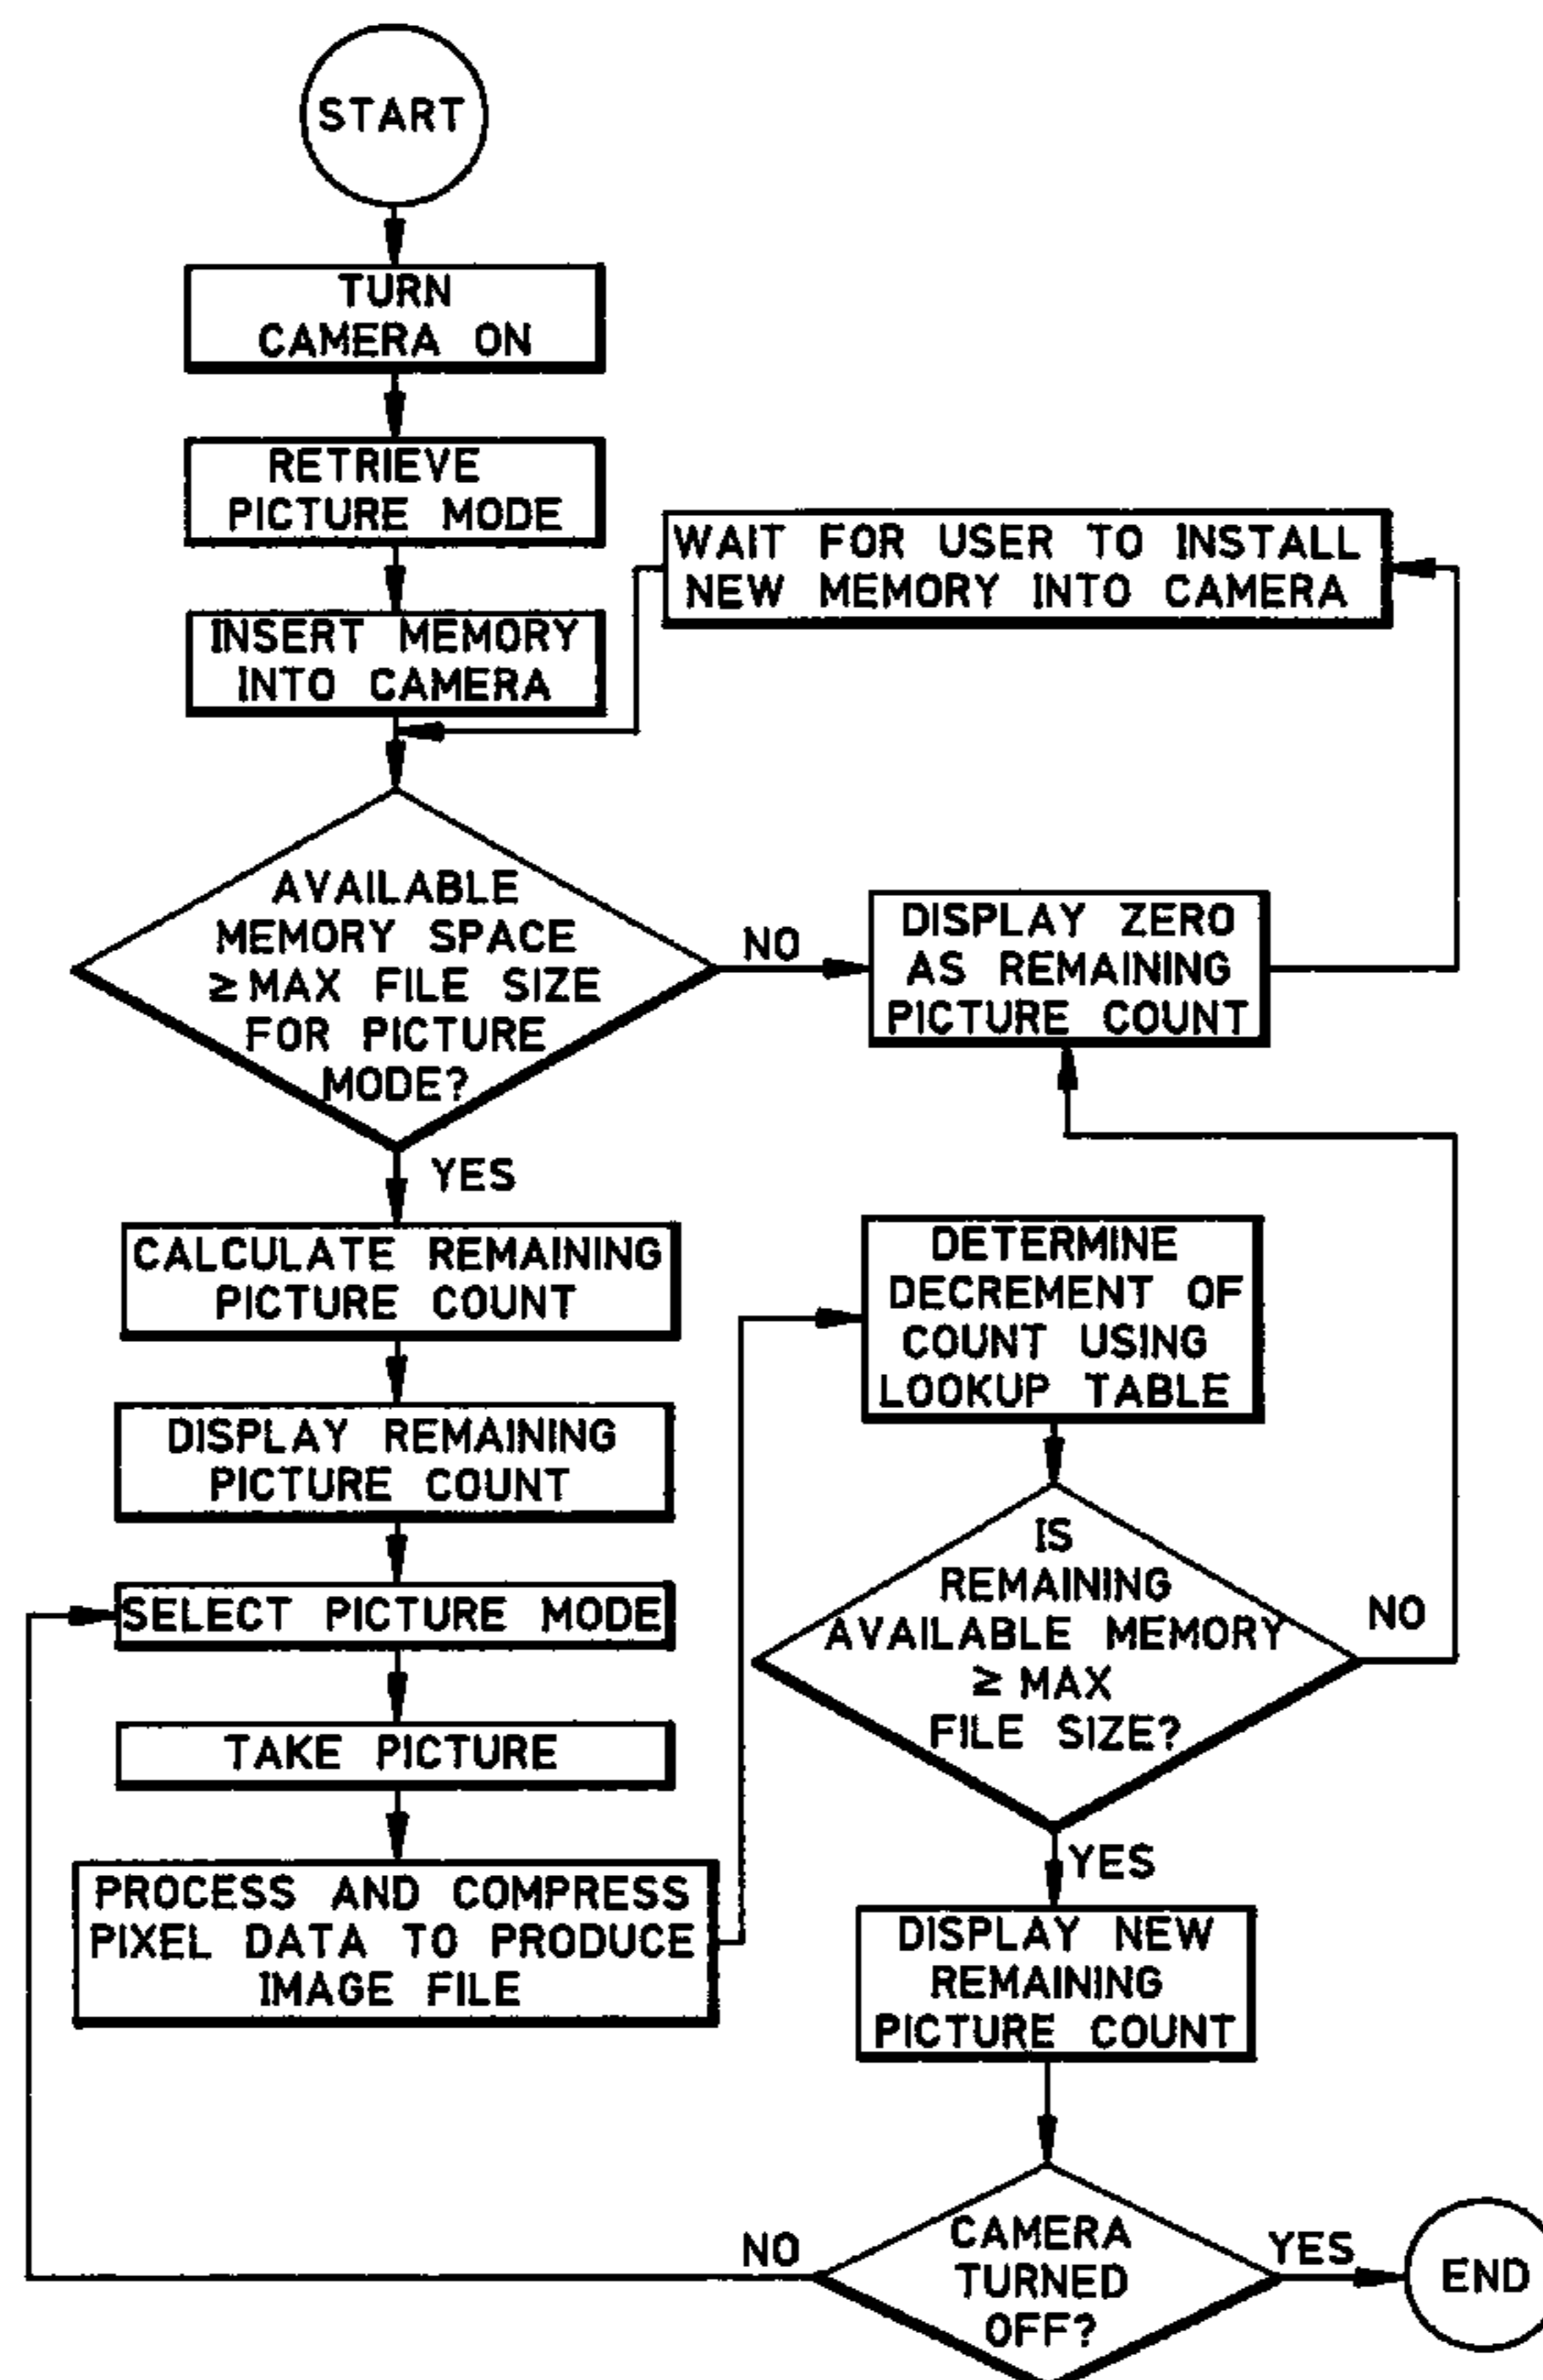 START
TURN
CAMERA ON
RETRIEVE
PICTURE MODE
INSERT MEMORY
INTO CAMERA
WAIT FOR USER TO INSTALL
NEW MEMORY INTO CAMERA
AVAILABLE
MEMORY SPACE
≥ MAX FILE SIZE
FOR PICTURE
MODE?
NO
DISPLAY ZERO
AS REMAINING
PICTURE COUNT
YES
CALCULATE REMAINING
PICTURE COUNT
DISPLAY REMAINING
PICTURE COUNT
SELECT PICTURE MODE
TAKE PICTURE
PROCESS AND COMPRESS
PIXEL DATA TO PRODUCE
IMAGE FILE
DETERMINE
DECREMENT OF
COUNT USING
LOOKUP TABLE
IS
REMAINING
AVAILABLE MEMORY
≥ MAX
FILE SIZE?
NO
YES
DISPLAY NEW
REMAINING
PICTURE COUNT
CAMERA
TURNED
OFF?
NO
YES
END